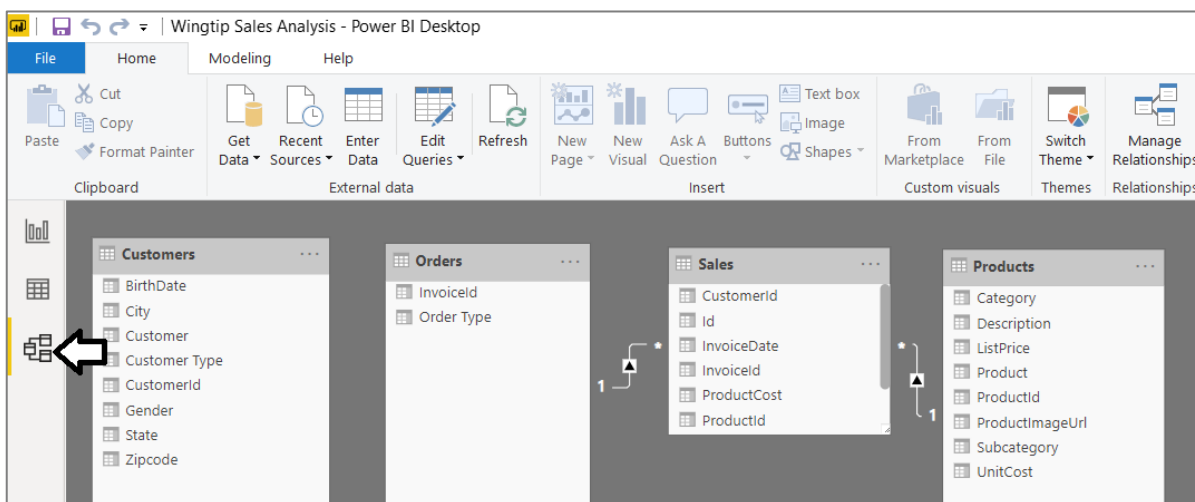 Wingtip Sales Analysis - Power BI Desktop
File Home Modeling Help
Paste
Cut
Copy
Format Painter
Clipboard
Get Data
Recent Sources
Enter Data
Edit Queries
Refresh
External data
New Page
New Visual
Ask A Question
Buttons
Text box
Image
Shapes
Insert
From Marketplace
From File
Custom visuals
Switch Theme
Themes
Manage Relationships
Relationships
Customers
BirthDate
City
Customer
Customer Type
CustomerId
Gender
State
Zipcode
Orders
InvoiceId
Order Type
1
*
Sales
CustomerId
Id
InvoiceDate
InvoiceId
ProductCost
ProductId
*
1
Products
Category
Description
ListPrice
Product
ProductId
ProductImageUrl
Subcategory
UnitCost